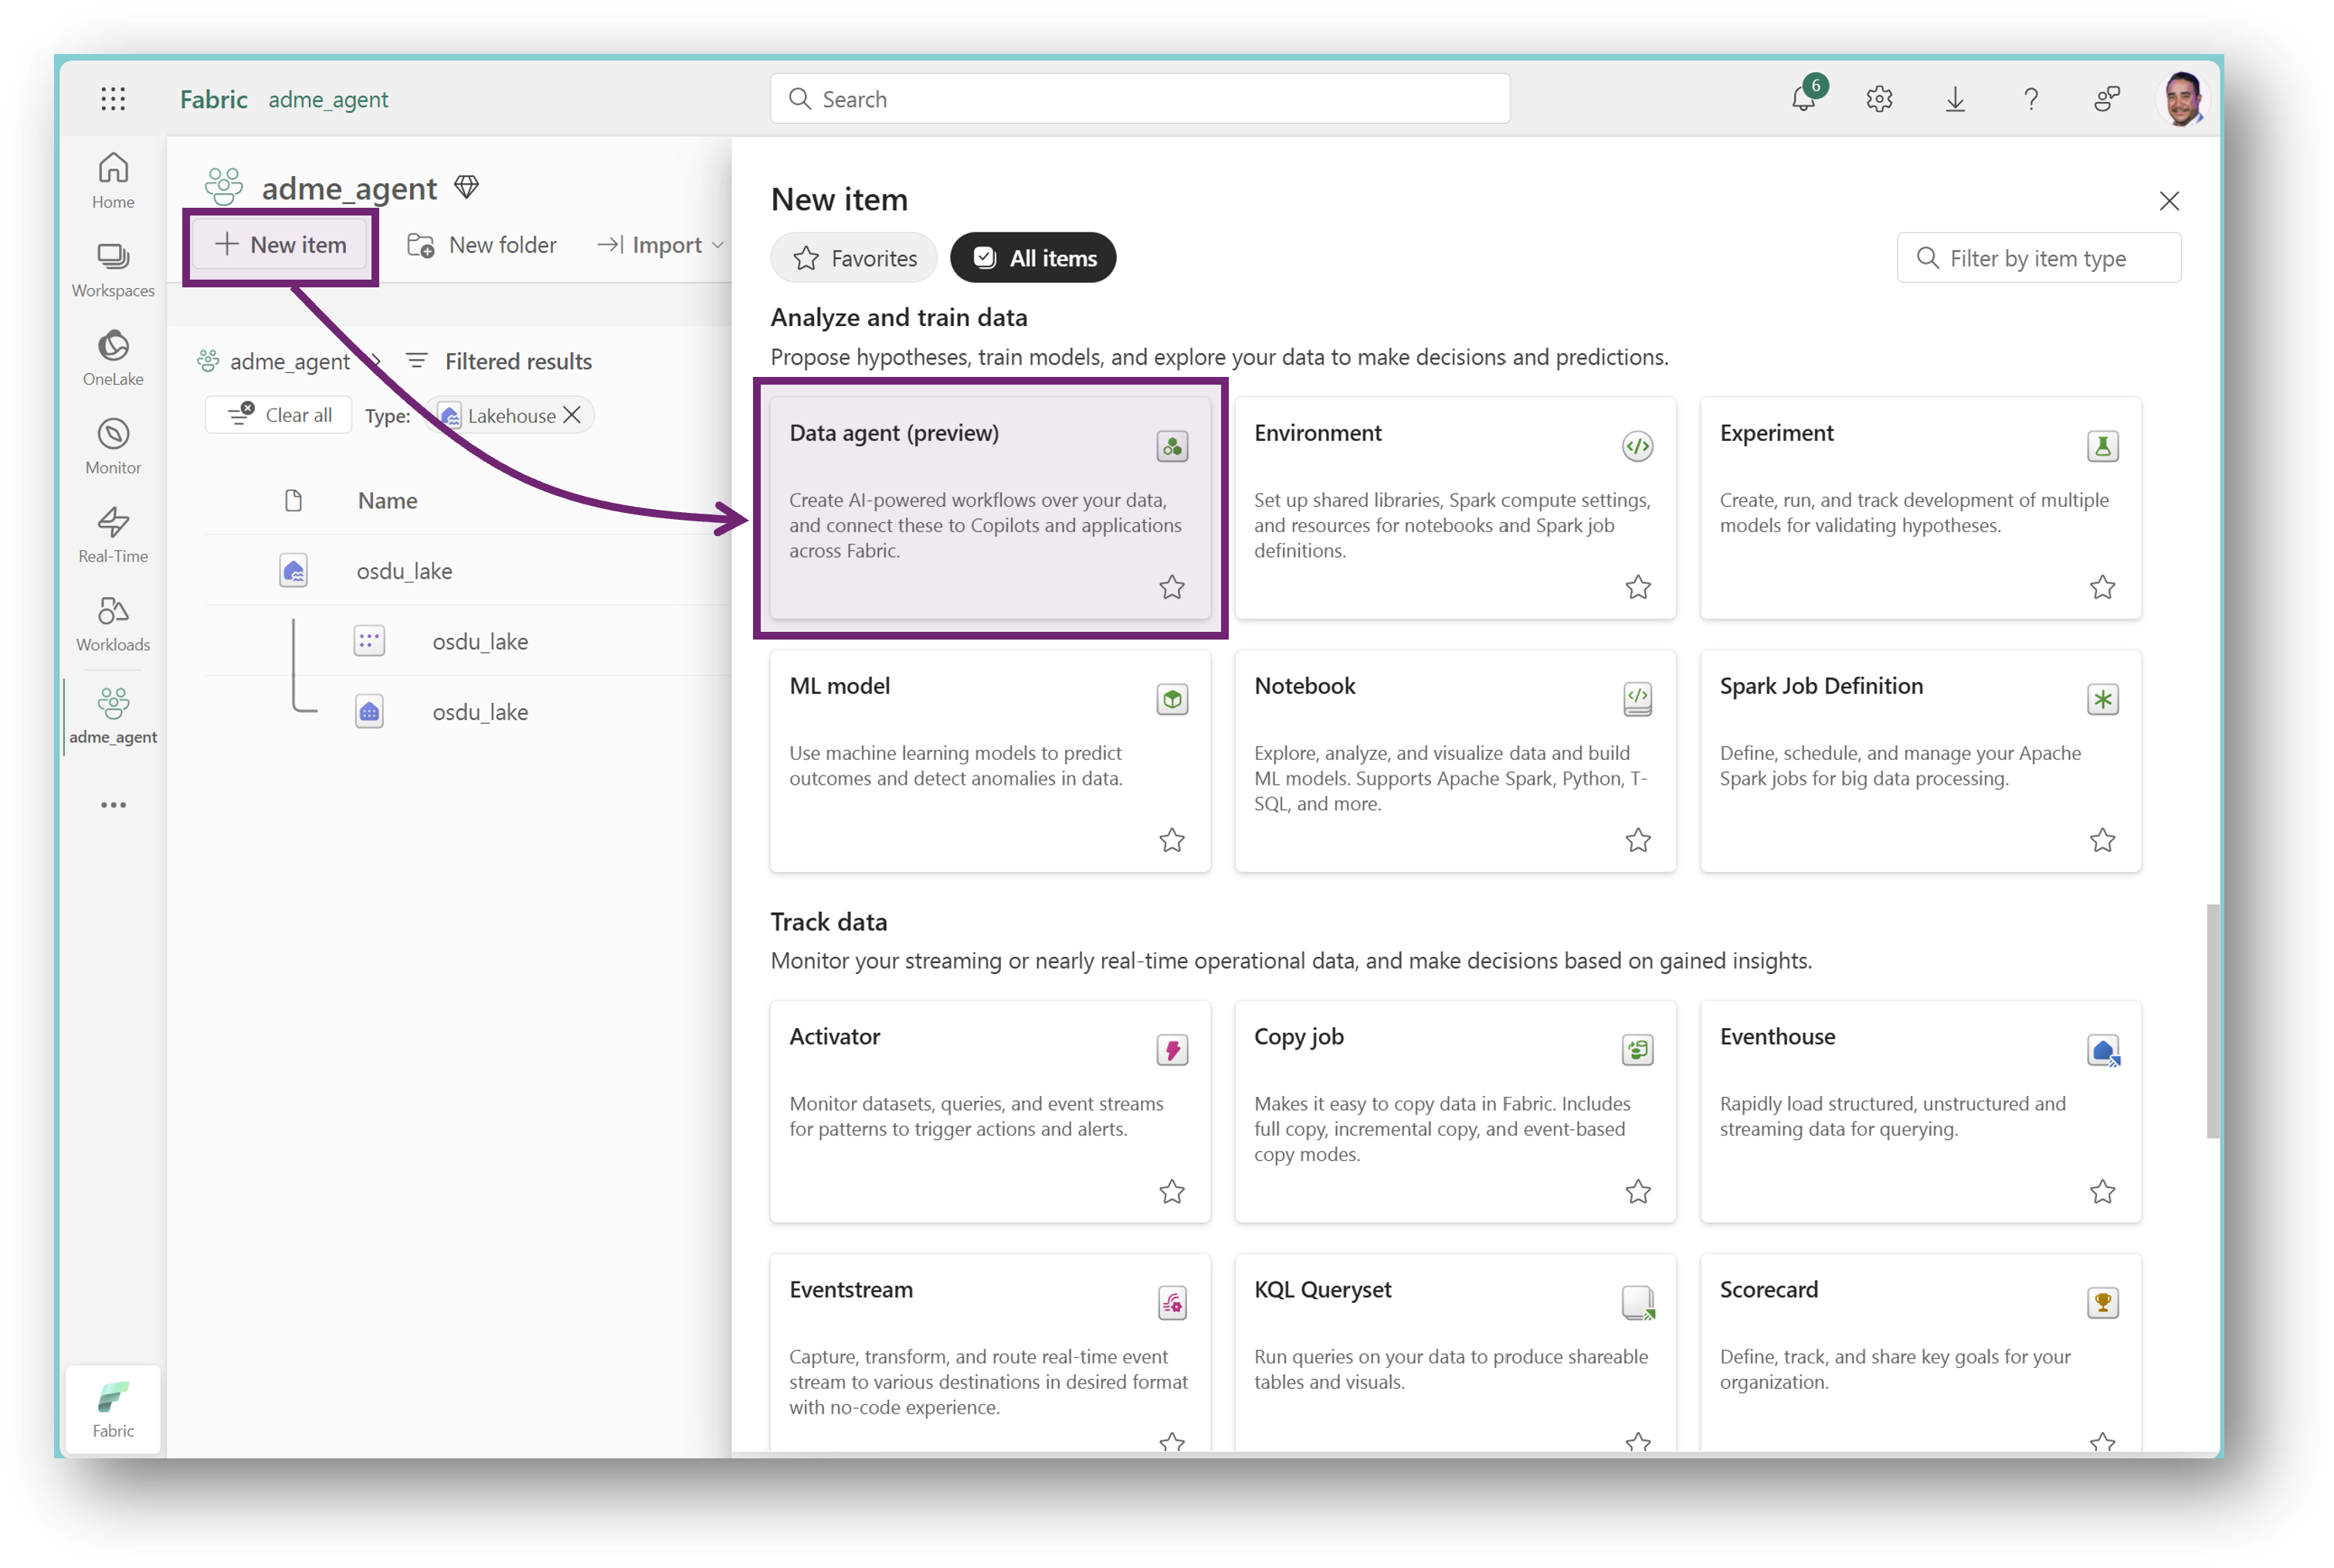 Fabric adme_agent
Search
6
Home
Workspaces
OneLake
Monitor
Real-Time
Workloads
adme_agent
Fabric
adme_agent
New item
New folder
Import
adme_agent
Filtered results
Clear all
Type:
Lakehouse
Name
osdu_lake
osdu_lake
osdu_lake
New item
Favorites
All items
Filter by item type
Analyze and train data
Propose hypotheses, train models, and explore your data to make decisions and predictions.
Data agent (preview)
Create AI-powered workflows over your data,
and connect these to Copilots and applications
across Fabric.
Environment
Set up shared libraries, Spark compute settings,
and resources for notebooks and Spark job
definitions.
Experiment
Create, run, and track development of multiple
models for validating hypotheses.
ML model
Use machine learning models to predict
outcomes and detect anomalies in data.
Notebook
Explore, analyze, and visualize data and build
ML models. Supports Apache Spark, Python, T-
SQL, and more.
Spark Job Definition
Define, schedule, and manage your Apache
Spark jobs for big data processing.
Track data
Monitor your streaming or nearly real-time operational data, and make decisions based on gained insights.
Activator
Monitor datasets, queries, and event streams
for patterns to trigger actions and alerts.
Copy job
Makes it easy to copy data in Fabric. Includes
full copy, incremental copy, and event-based
copy modes.
Eventhouse
Rapidly load structured, unstructured and
streaming data for querying.
Eventstream
Capture, transform, and route real-time event
stream to various destinations in desired format
with no-code experience.
KQL Queryset
Run queries on your data to produce shareable
tables and visuals.
Scorecard
Define, track, and share key goals for your
organization.